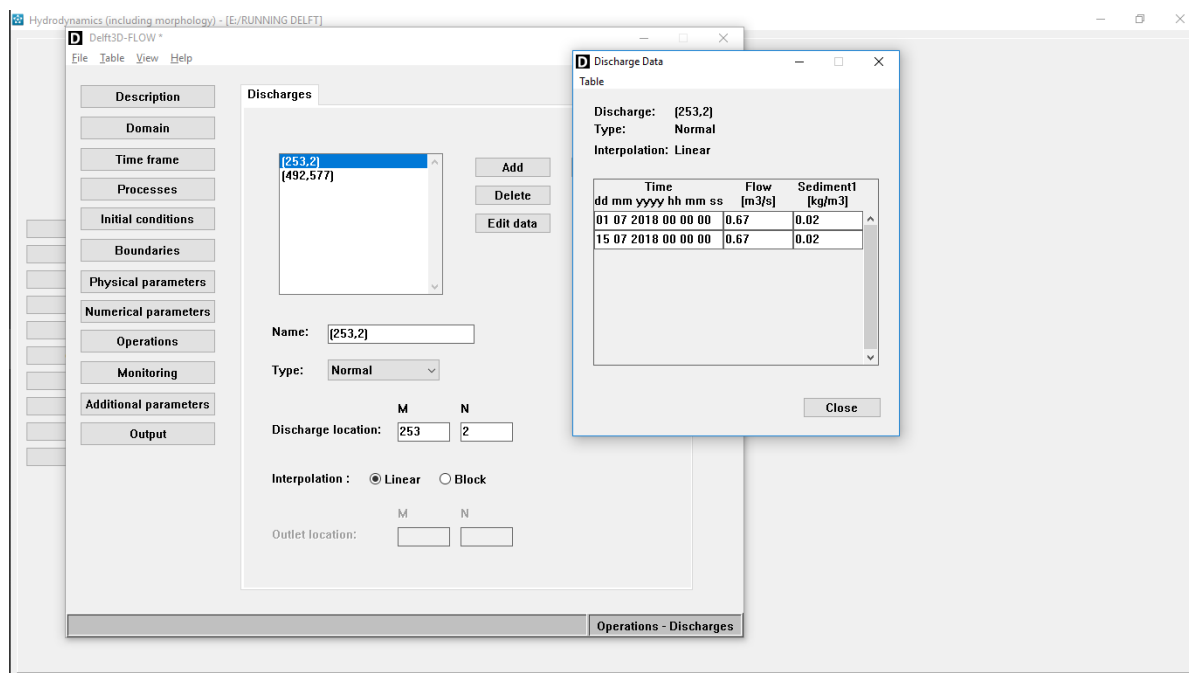 Hydrodynamics (including morphology) - [E:/RUNNING DELFT]
Delft3D-FLOW *
File Table View Help
Description
Domain
Time frame
Processes
Initial conditions
Boundaries
Physical parameters
Numerical parameters
Operations
Monitoring
Additional parameters
Output
Discharges
(253,2)
(492,577)
Add
Delete
Edit data
Name: (253,2)
Type: Normal
M N
Discharge location: 253 2
Interpolation : Linear Block
M N
Outlet location:
Operations - Discharges
Discharge Data
Table
Discharge: (253,2)
Type: Normal
Interpolation: Linear
Time Flow Sediment1
dd mm yyyy hh mm ss [m3/s] [kg/m3]
01 07 2018 00 00 00 0.67 0.02
15 07 2018 00 00 00 0.67 0.02
Close